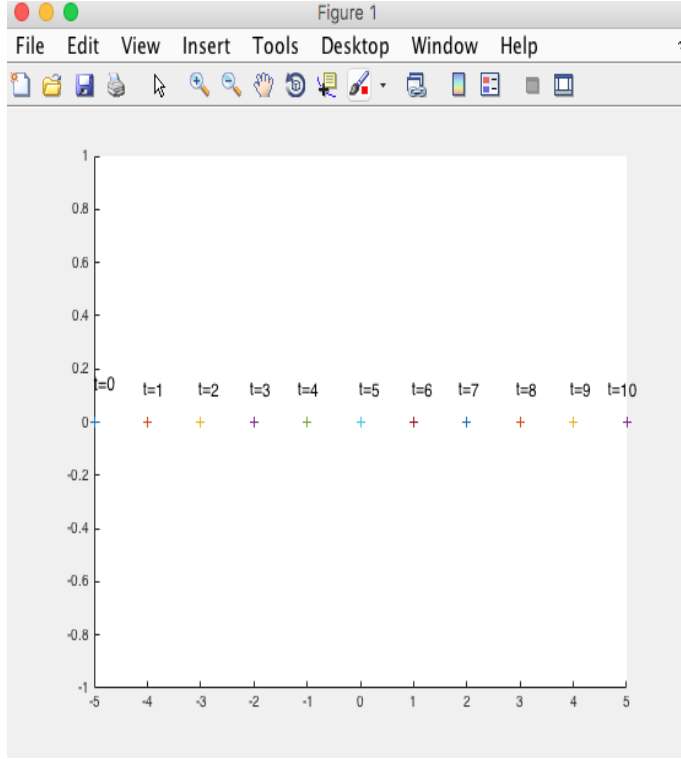 Figure 1
File Edit View Insert Tools Desktop Window Help
1
0.8
0.6
0.4
0.2
t=0 t=1 t=2 t=3 t=4 t=5 t=6 t=7 t=8 t=9 t=10
0
-0.2
-0.4
-0.6
-0.8
-1
-5 -4 -3 -2 -1 0 1 2 3 4 5